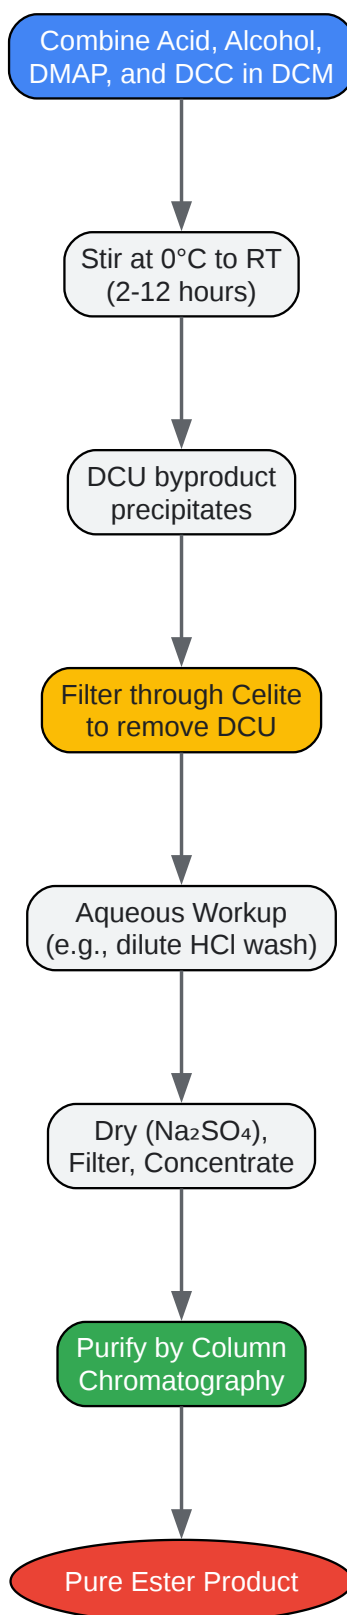 Combine Acid, Alcohol,
DMAP, and DCC in DCM
Stir at 0°C to RT
(2-12 hours)
DCU byproduct
precipitates
Filter through Celite
to remove DCU
Aqueous Workup
(e.g., dilute HCl wash)
Dry (Na₂SO₄),
Filter, Concentrate
Purify by Column
Chromatography
Pure Ester Product